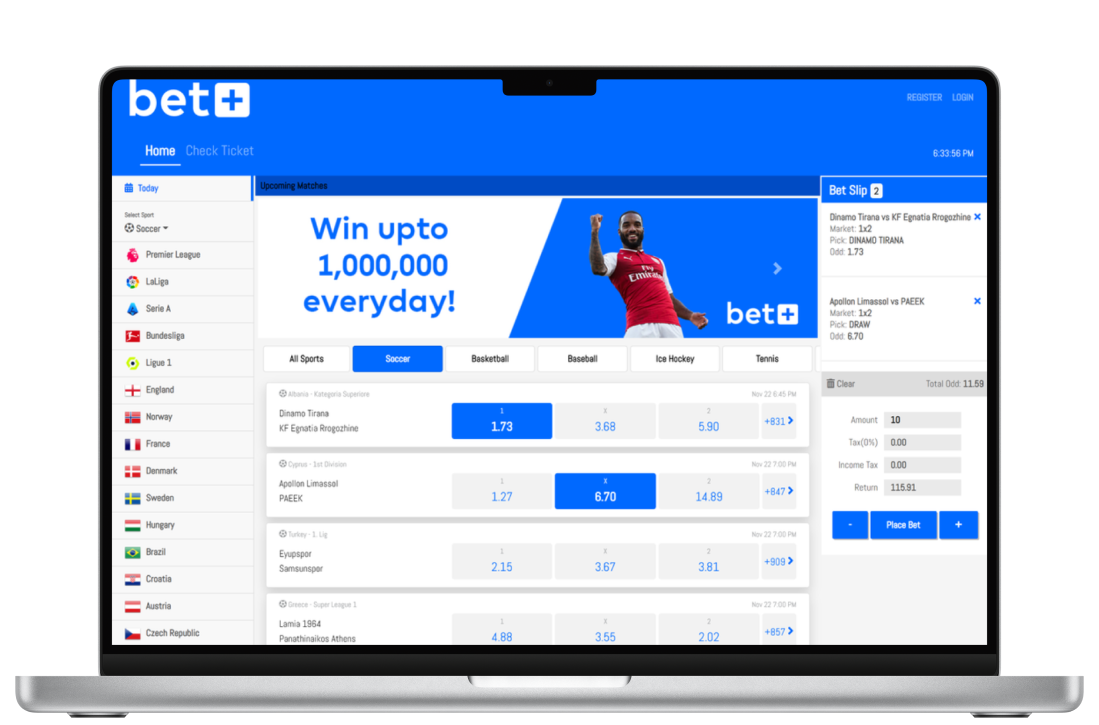 bet+
REGISTER LOGIN
Home Check Ticket
6:33:56 PM
Today
Select Sport
Soccer
Premier League
LaLiga
Serie A
Bundesliga
Ligue 1
England
Norway
France
Denmark
Sweden
Hungary
Brazil
Croatia
Austria
Czech Republic
Upcoming Matches
Win upto
1,000,000
everyday!
Fly
Emirates
bet+
All Sports Soccer Basketball Baseball Ice Hockey Tennis
Albania - Kategoria Superiore Nov 22 6:45 PM
Dinamo Tirana
KF Egnatia Rrogozhine
1 X 2
1.73 3.68 5.90 +831
Cyprus - 1st Division Nov 22 7:00 PM
Apollon Limassol
PAEEK
1 X 2
1.27 6.70 14.89 +847
Turkey - 1. Lig Nov 22 7:00 PM
Eyupspor
Samsunspor
1 X 2
2.15 3.67 3.81 +909
Greece - Super League 1 Nov 22 7:00 PM
Lamia 1964
Panathinaikos Athens
1 X 2
4.88 3.55 2.02 +857
Bet Slip 2
Dinamo Tirana vs KF Egnatia Rrogozhine
Market: 1x2
Pick: DINAMO TIRANA
Odd: 1.73
Apollon Limassol vs PAEEK
Market: 1x2
Pick: DRAW
Odd: 6.70
Clear Total Odd: 11.59
Amount 10
Tax(0%) 0.00
Income Tax 0.00
Return 115.91
- Place Bet +